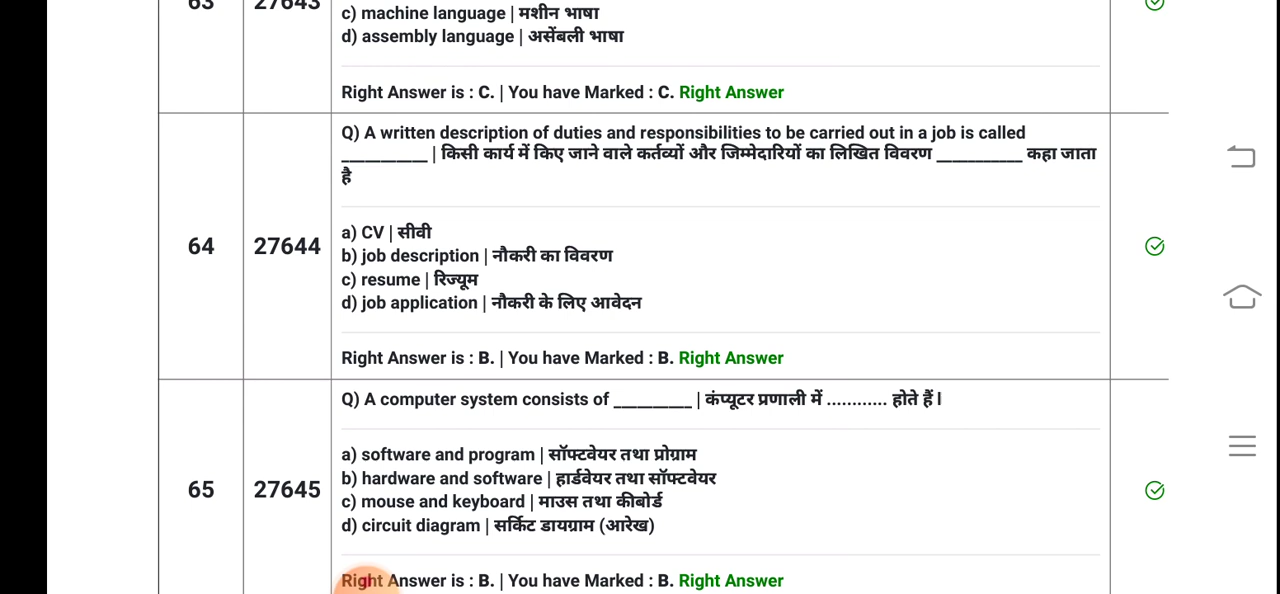 63 27643
c) machine language | मशीन भाषा
d) assembly language | असेंबली भाषा
Right Answer is : C. | You have Marked : C. Right Answer
Q) A written description of duties and responsibilities to be carried out in a job is called
___________ | किसी कार्य में किए जाने वाले कर्तव्यों और जिम्मेदारियों का लिखित विवरण ___________ कहा जाता
है
64 27644
a) CV | सीवी
b) job description | नौकरी का विवरण
c) resume | रिज्यूम
d) job application | नौकरी के लिए आवेदन
Right Answer is : B. | You have Marked : B. Right Answer
Q) A computer system consists of __________ | कंप्यूटर प्रणाली में ............ होते हैं l
65 27645
a) software and program | सॉफ्टवेयर तथा प्रोग्राम
b) hardware and software | हार्डवेयर तथा सॉफ्टवेयर
c) mouse and keyboard | माउस तथा कीबोर्ड
d) circuit diagram | सर्किट डायग्राम (आरेख)
Right Answer is : B. | You have Marked : B. Right Answer